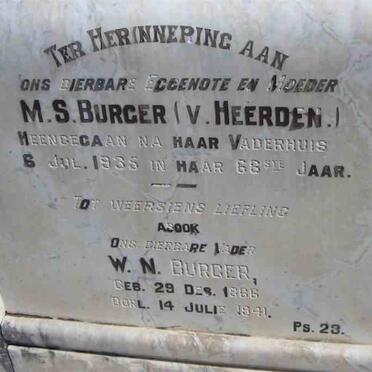 TER HERINNERING AAN
ONS DIERBARE EGGENOTE EN MOEDER
M.S. BURGER (V. HEERDEN.)
HEENGEGAAN NA HAAR VADERHUIS
6 JUL. 1935 IN HAAR 66STE JAAR.
TOT WEERSIENS LIEFLING
ASOOK
ONS DIERBARE VADER
W. N. BURGER,
GEB. 29 DES. 1866
OORL. 14 JULIE 1941.
PS. 23.